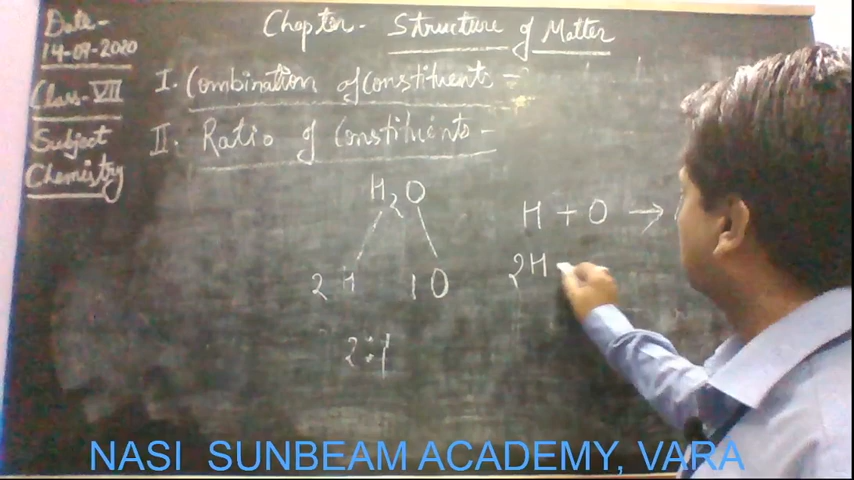 Date-
14-09-2020
Class-VII
Subject
Chemistry
Chapter- Structure of Matter
I. Combination of Constituents -
II. Ratio of Constituents -
H₂O
2 H 1 O
2:1
H + O →
2H
NASI SUNBEAM ACADEMY, VARA